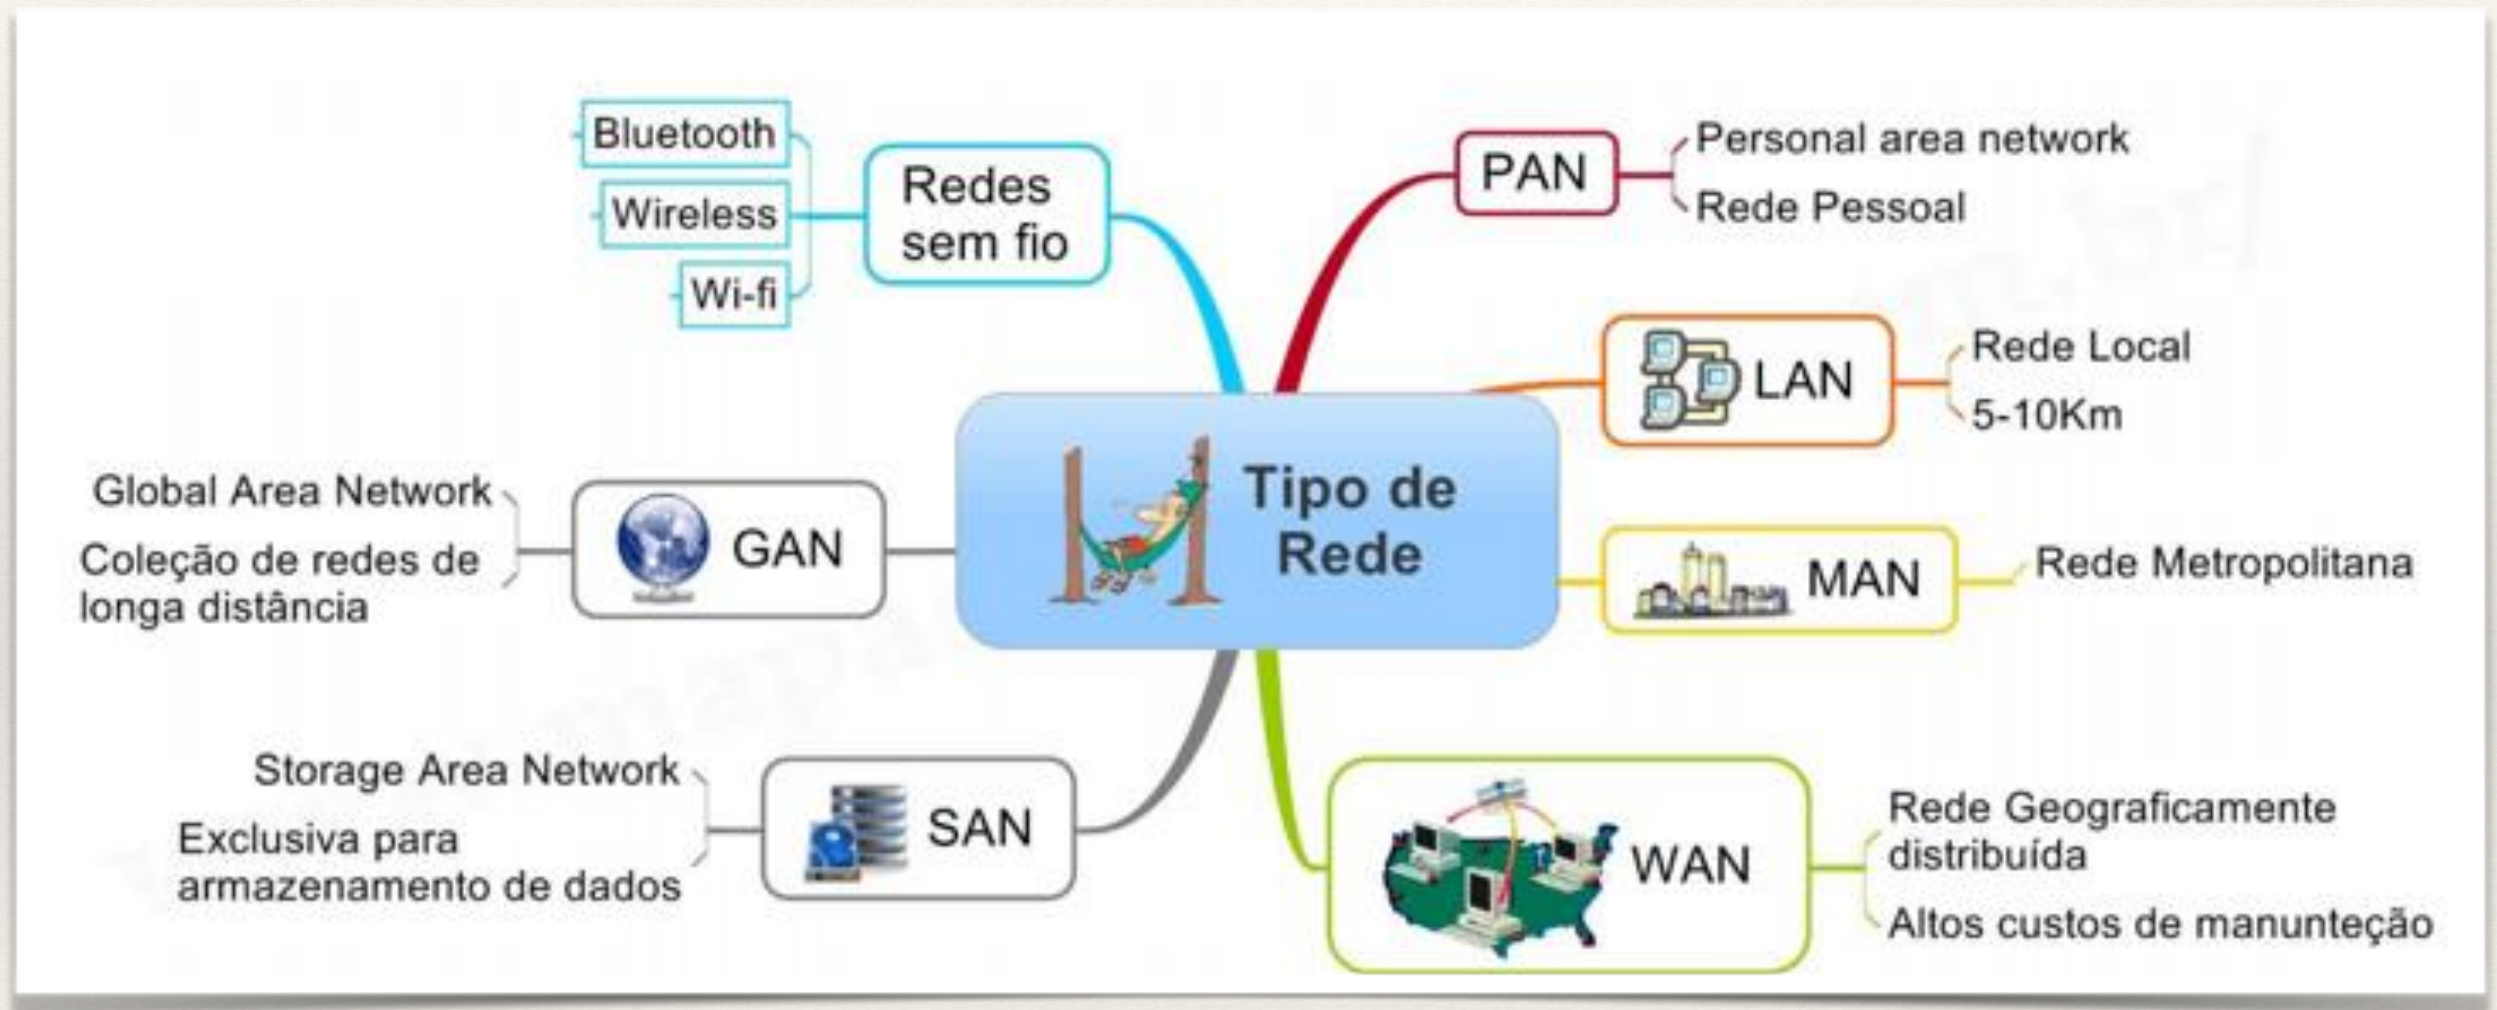 Bluetooth
Wireless
Wi-fi
Redes
sem fio
PAN
Personal area network
Rede Pessoal
LAN
Rede Local
5-10Km
Tipo de
Rede
Global Area Network
Coleção de redes de
longa distância
GAN
MAN
Rede Metropolitana
Storage Area Network
Exclusiva para
armazenamento de dados
SAN
WAN
Rede Geograficamente
distribuída
Altos custos de manunteção